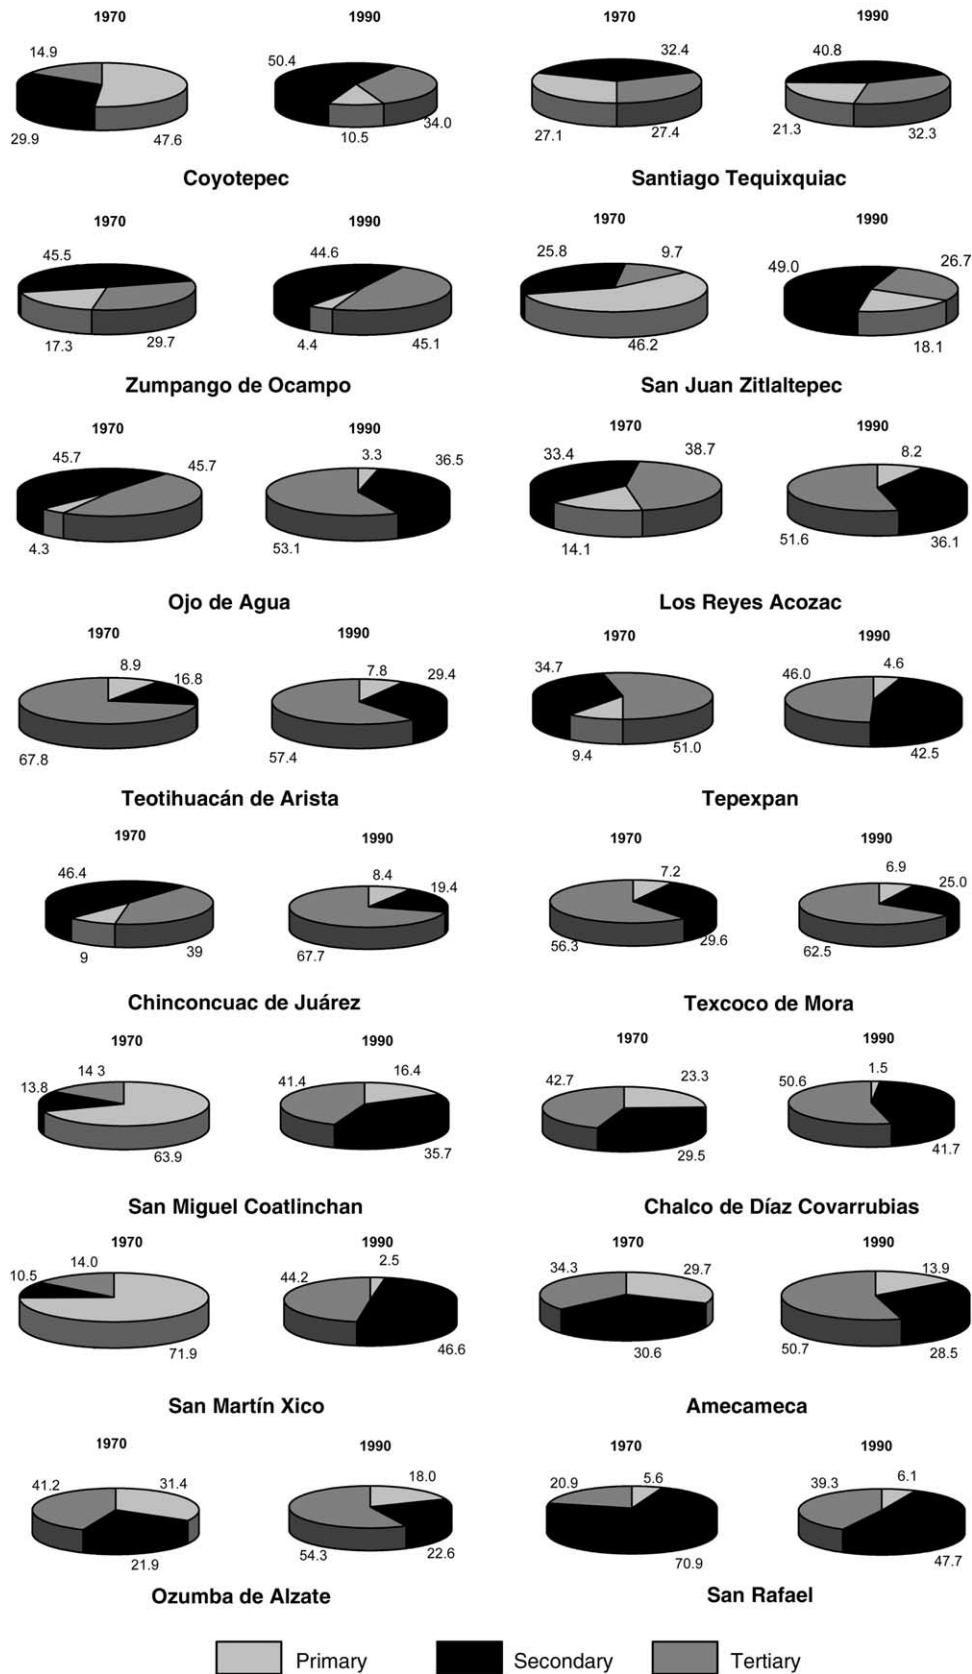 1970 1990 1970 1990
14.9 50.4 32.4 40.8
29.9 47.6 10.5 34.0 27.1 27.4 21.3 32.3
Coyotepec Santiago Tequixquiac
1970 1990 1970 1990
45.5 44.6 25.8 9.7 49.0 26.7
17.3 29.7 4.4 45.1 46.2 18.1
Zumpango de Ocampo San Juan Zitlaltepec
1970 1990 1970 1990
45.7 45.7 3.3 36.5 33.4 38.7 8.2
4.3 53.1 14.1 51.6 36.1
Ojo de Agua Los Reyes Acozac
1970 1990 1970 1990
8.9 16.8 7.8 29.4 34.7 46.0 4.6
67.8 57.4 9.4 51.0 42.5
Teotihuacán de Arista Tepexpan
1970 1990 1970 1990
46.4 8.4 19.4 7.2 6.9 25.0
9 39 67.7 56.3 29.6 62.5
Chinconcuac de Juárez Texcoco de Mora
1970 1990 1970 1990
13.8 14.3 41.4 16.4 42.7 23.3 50.6 1.5
63.9 35.7 29.5 41.7
San Miguel Coatlinchan Chalco de Díaz Covarrubias
1970 1990 1970 1990
10.5 14.0 44.2 2.5 34.3 29.7 13.9
71.9 46.6 30.6 50.7 28.5
San Martín Xico Amecameca
1970 1990 1970 1990
41.2 31.4 18.0 20.9 5.6 39.3 6.1
21.9 54.3 22.6 70.9 47.7
Ozumba de Alzate San Rafael
Primary Secondary Tertiary